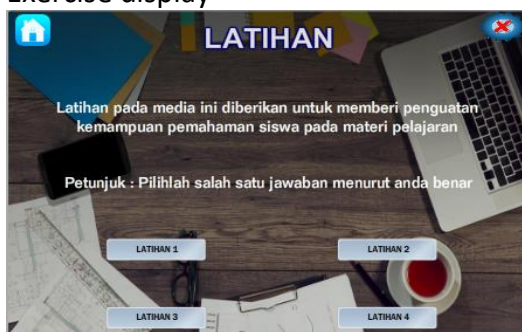 Exercise display
LATIHAN
Latihan pada media ini diberikan untuk memberi penguatan
kemampuan pemahaman siswa pada materi pelajaran
Petunjuk : Pilihlah salah satu jawaban menurut anda benar
LATIHAN 1
LATIHAN 2
LATIHAN 3
LATIHAN 4